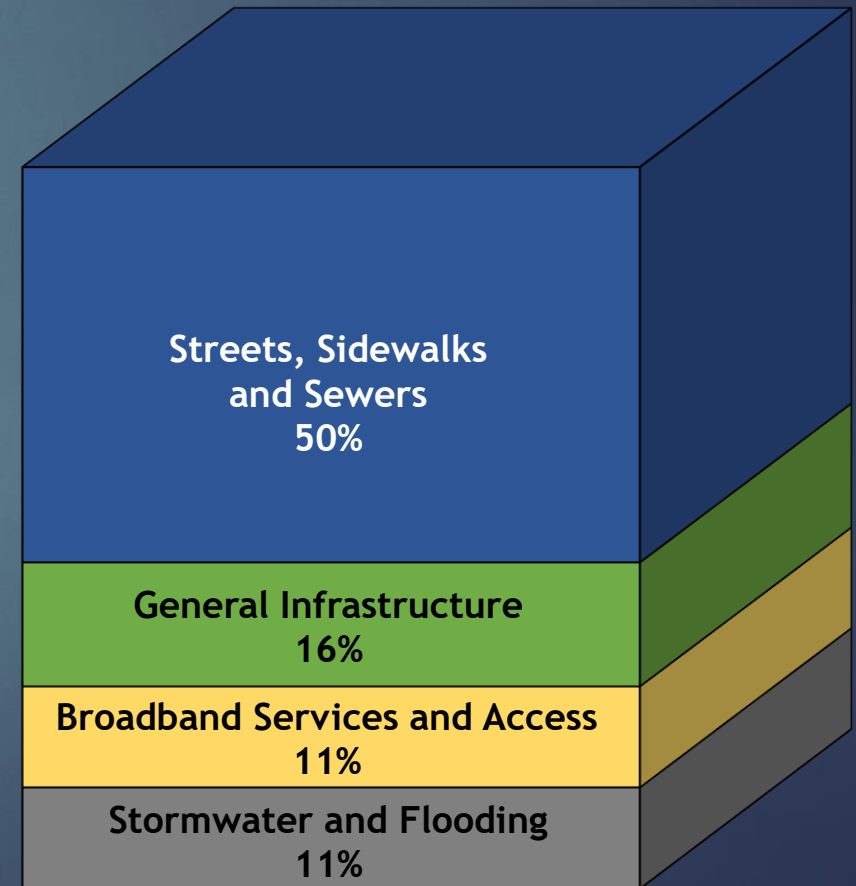 Streets, Sidewalks
and Sewers
50%
General Infrastructure
16%
Broadband Services and Access
11%
Stormwater and Flooding
11%